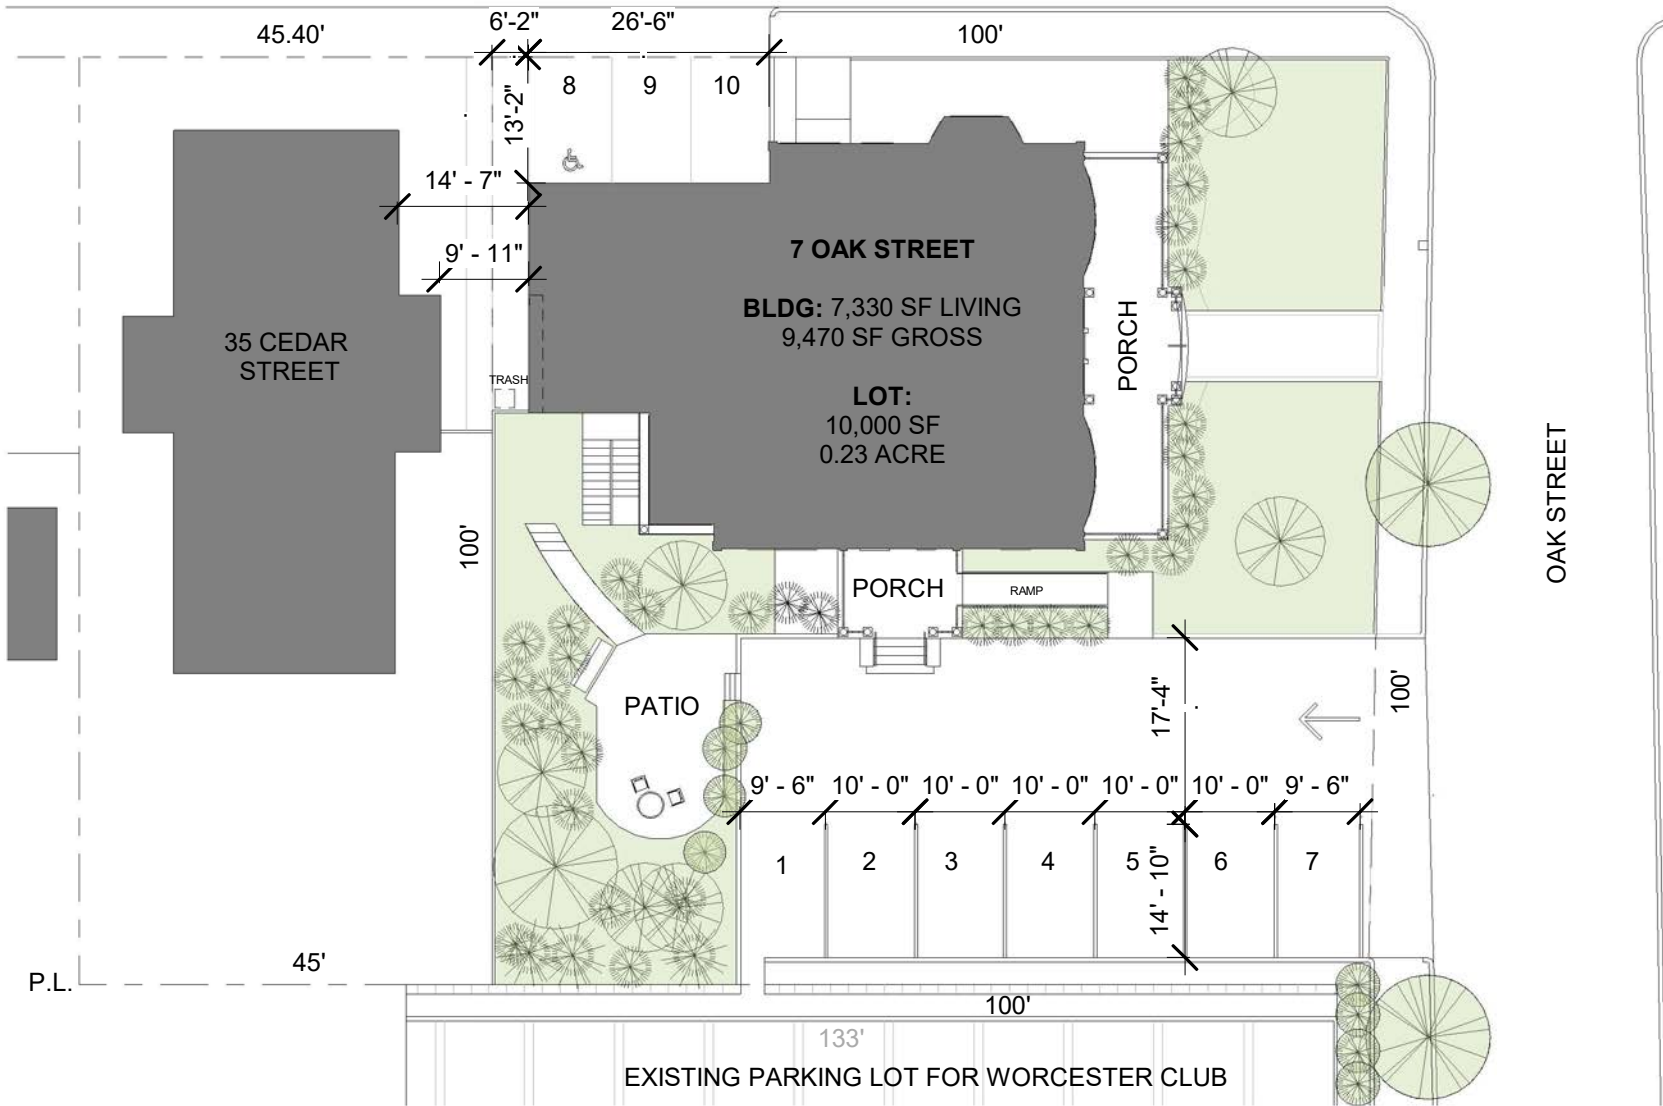 45.40'
6'-2"
26'-6"
100'
8
9
10
13'-2"
14' - 7"
9' - 11"
7 OAK STREET
BLDG: 7,330 SF LIVING
9,470 SF GROSS
LOT:
10,000 SF
0.23 ACRE
35 CEDAR
STREET
TRASH
PORCH
OAK STREET
100'
PORCH
RAMP
PATIO
17'-4"
100'
9' - 6"
10' - 0"
10' - 0"
10' - 0"
10' - 0"
10' - 0"
9' - 6"
1
2
3
4
5
6
7
14' - 10"
45'
P.L.
100'
133'
EXISTING PARKING LOT FOR WORCESTER CLUB